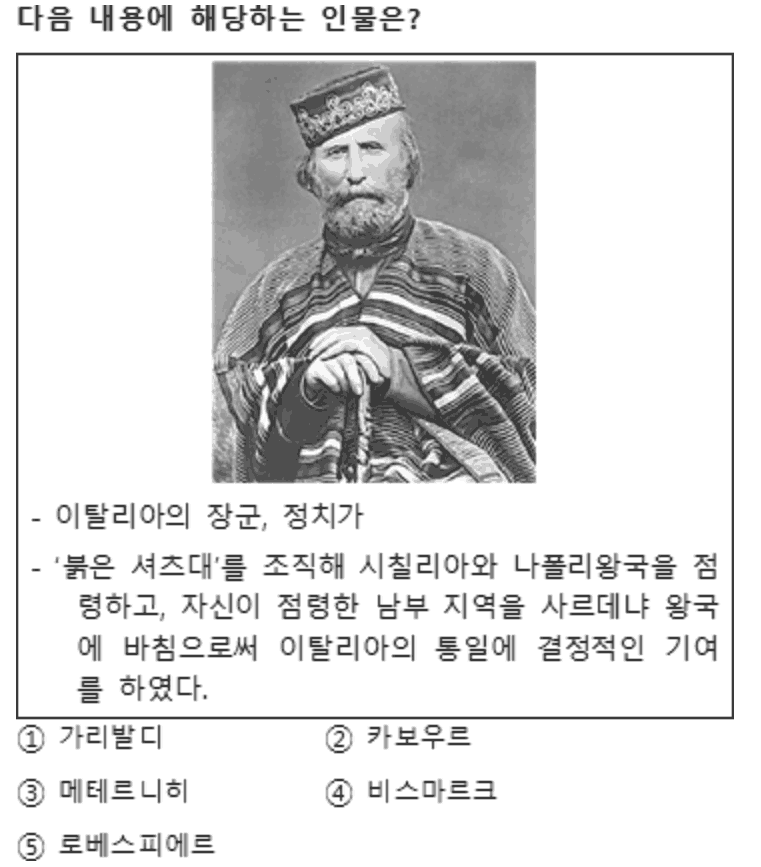 다음 내용에 해당하는 인물은?
- 이탈리아의 장군, 정치가
- '붉은 셔츠대'를 조직해 시칠리아와 나폴리왕국을 점
령하고, 자신이 점령한 남부 지역을 사르데냐 왕국
에 바침으로써 이탈리아의 통일에 결정적인 기여
를 하였다.
① 가리발디 ② 카보우르
③ 메테르니히 ④ 비스마르크
⑤ 로베스피에르